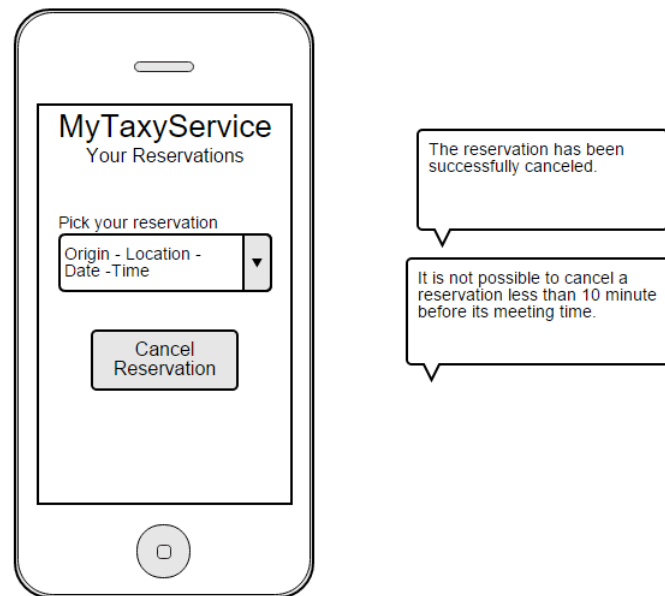 MyTaxyService
Your Reservations
Pick your reservation
Origin - Location -
Date -Time
Cancel
Reservation
The reservation has been
successfully canceled.
It is not possible to cancel a
reservation less than 10 minute
before its meeting time.